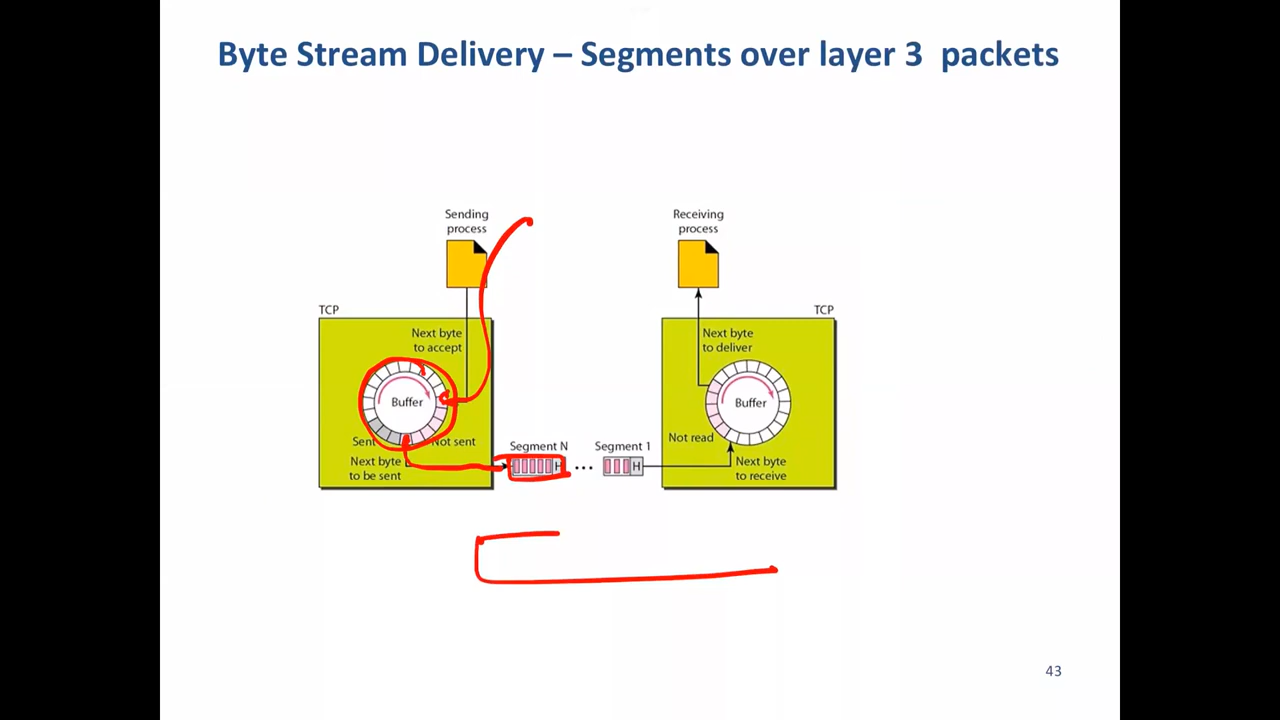 Byte Stream Delivery – Segments over layer 3 packets
Sending
process
Receiving
process
TCP
TCP
Next byte
to accept
Next byte
to deliver
Buffer
Buffer
Sent
Not sent
Next byte
to be sent
Segment N
H
...
Segment 1
H
Not read
Next byte
to receive
43